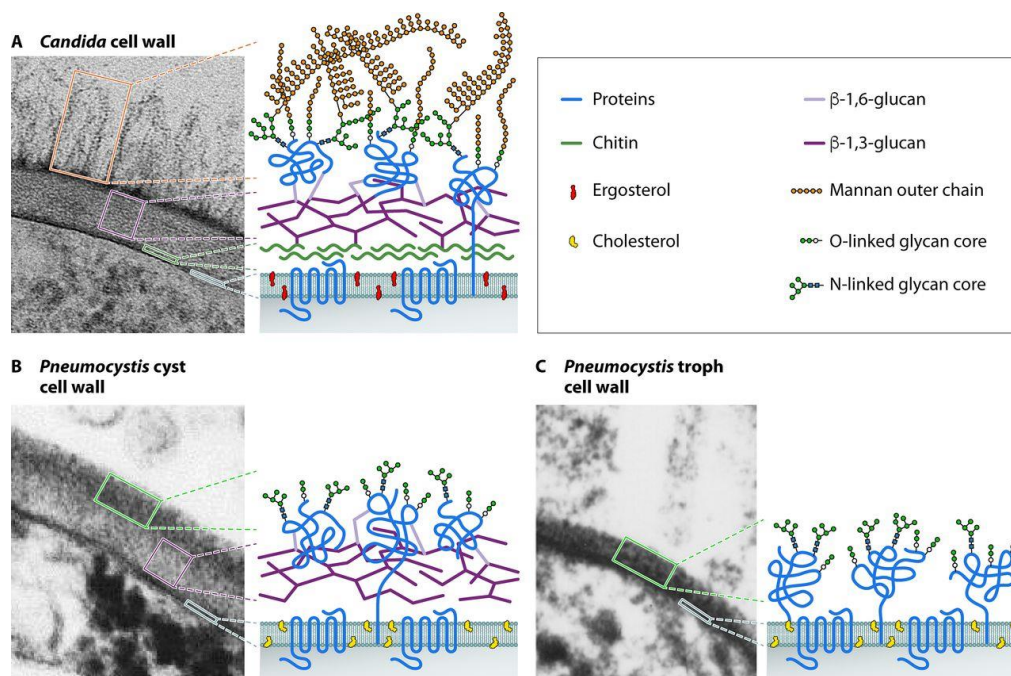 A Candida cell wall
Proteins
Chitin
Ergosterol
Cholesterol
β-1,6-glucan
β-1,3-glucan
Mannan outer chain
O-linked glycan core
N-linked glycan core
B Pneumocystis cyst
cell wall
C Pneumocystis troph
cell wall